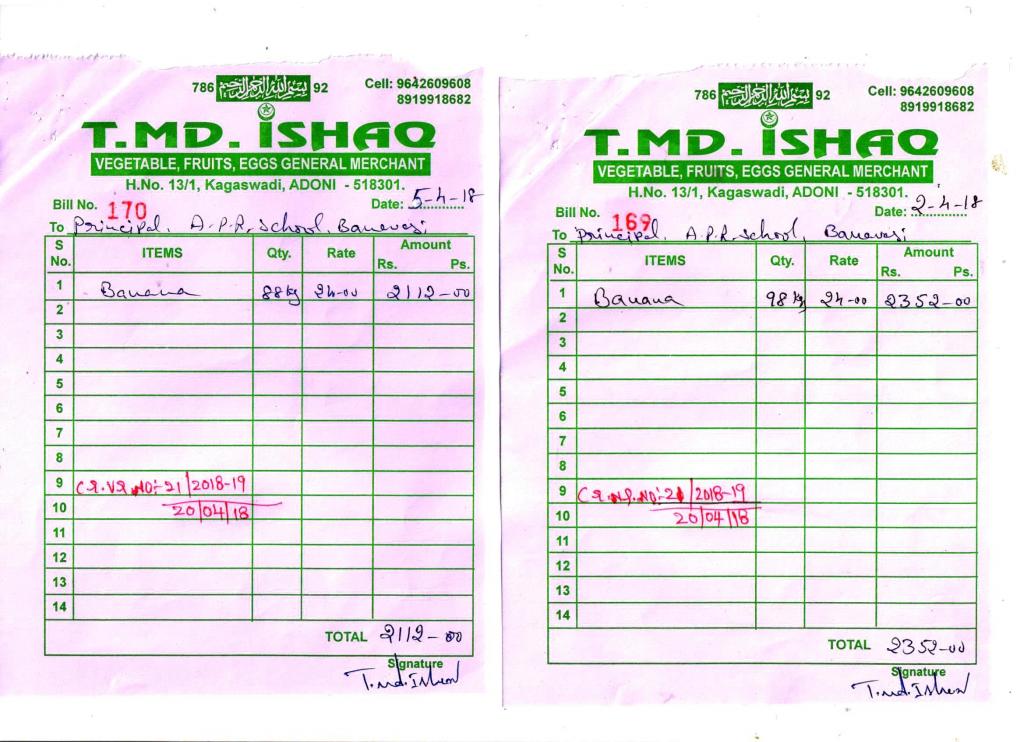 786 بسم الله الرحمن الرحيم 92
Cell: 9642609608
8919918682
T.MD. ISHAQ
VEGETABLE, FRUITS, EGGS GENERAL MERCHANT
H.No. 13/1, Kagaswadi, ADONI - 518301.
Bill No. 170 Date: 5-4-18
To Principal, A.P.R. School, Banavasi
S No. ITEMS Qty. Rate Amount Rs. Ps.
1 Banana 88 kg 24-00 2112-00
2
3
4
5
6
7
8
9 C.R.VR.NO:-21/2018-19
10 20/04/18
11
12
13
14
TOTAL 2112-00
Signature
T.md.Ishaq
786 بسم الله الرحمن الرحيم 92
Cell: 9642609608
8919918682
T.MD. ISHAQ
VEGETABLE, FRUITS, EGGS GENERAL MERCHANT
H.No. 13/1, Kagaswadi, ADONI - 518301.
Bill No. 169 Date: 2-4-18
To Principal, A.P.R. School, Banavasi
S No. ITEMS Qty. Rate Amount Rs. Ps.
1 Banana 98 kg 24-00 2352-00
2
3
4
5
6
7
8
9 NO:-21/2018-19
10 20/04/18
11
12
13
14
TOTAL 2352-00
Signature
T.md.Ishaq